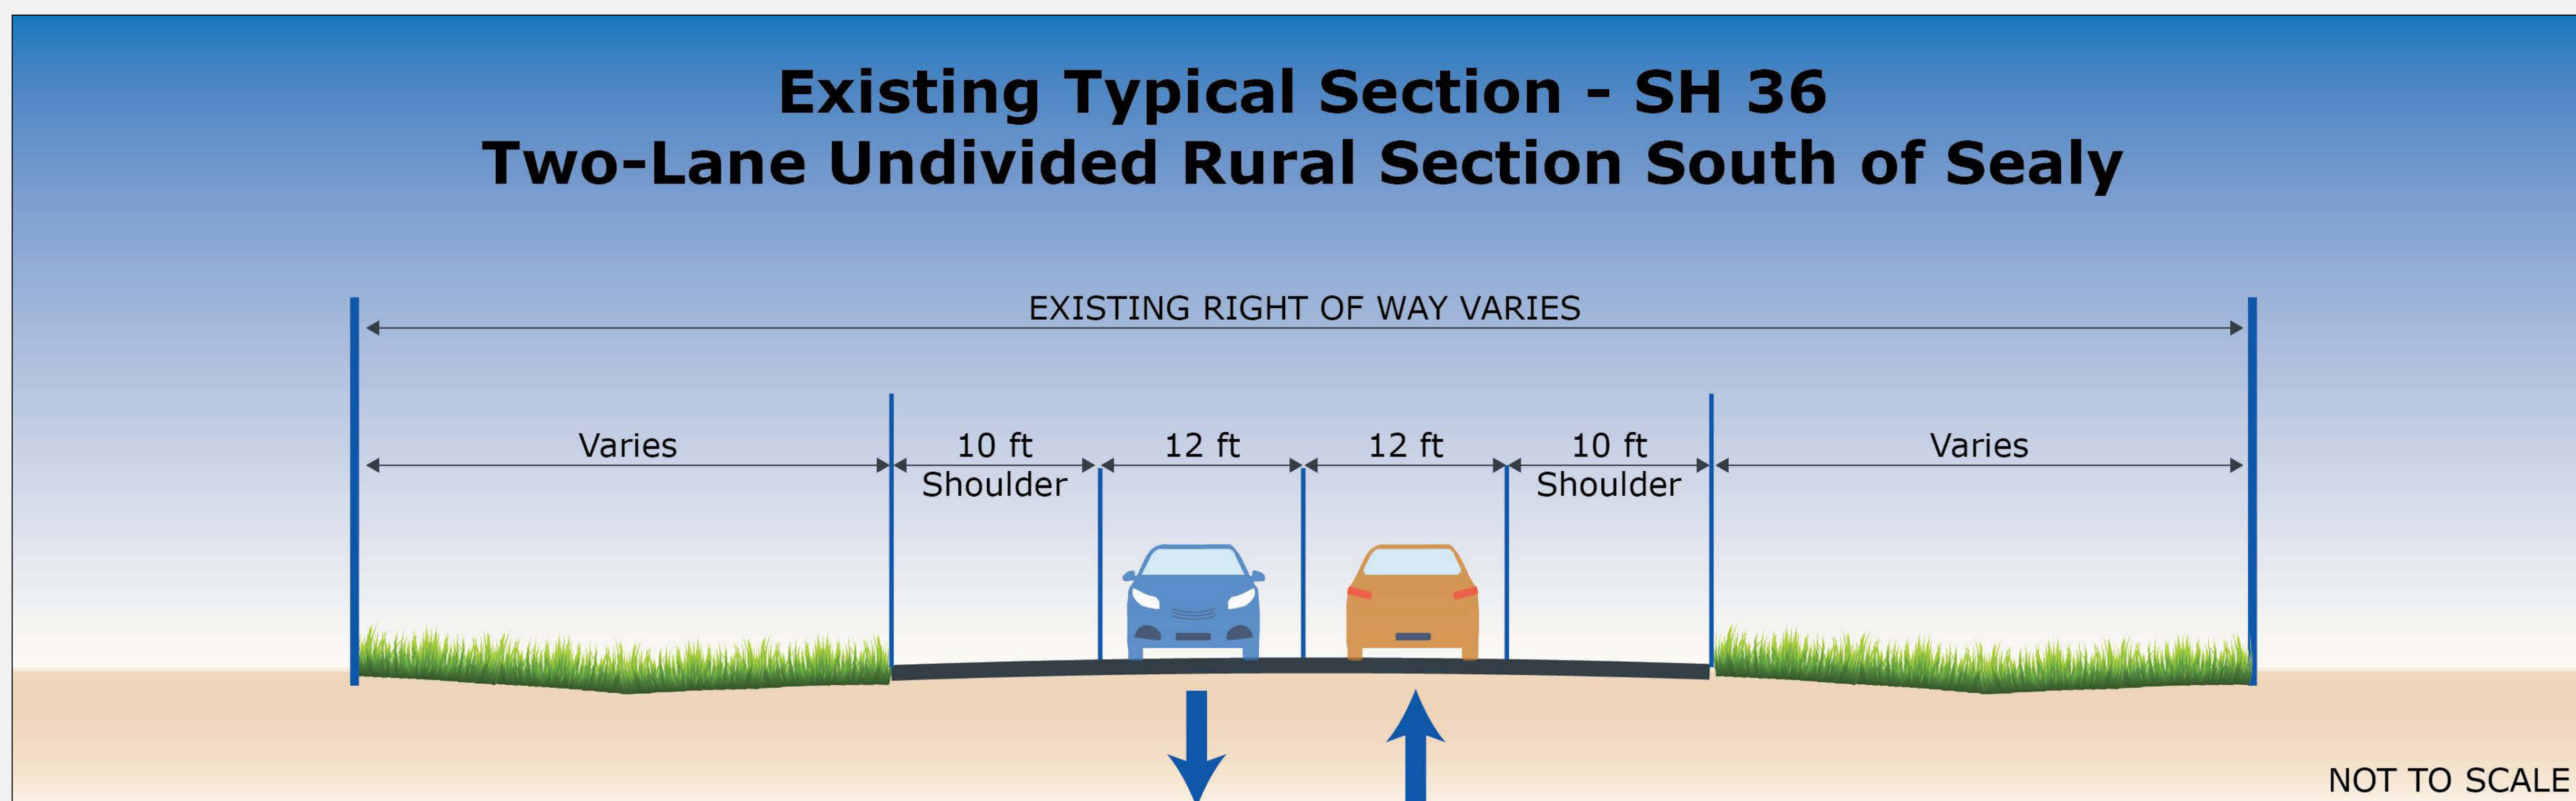 Existing Typical Section - SH 36
Two-Lane Undivided Rural Section South of Sealy
EXISTING RIGHT OF WAY VARIES
Varies
10 ft
Shoulder
12 ft
12 ft
10 ft
Shoulder
Varies
NOT TO SCALE